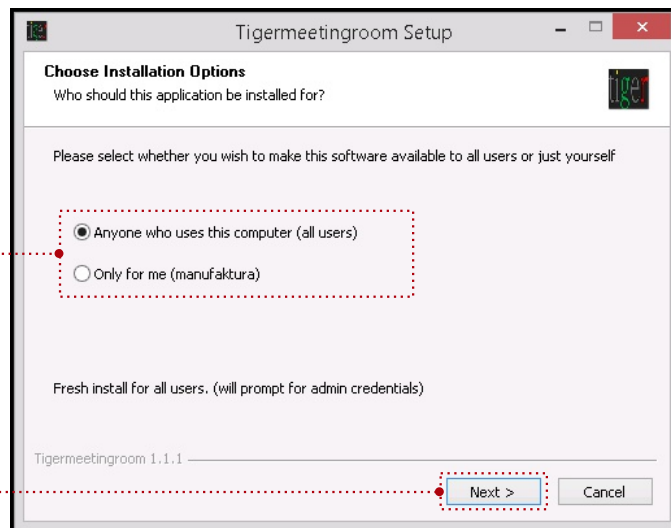 Tigermeetingroom Setup
Choose Installation Options
Who should this application be installed for?
tiger
Please select whether you wish to make this software available to all users or just yourself
Anyone who uses this computer (all users)
Only for me (manufaktura)
Fresh install for all users. (will prompt for admin credentials)
Tigermeetingroom 1.1.1
Next >
Cancel